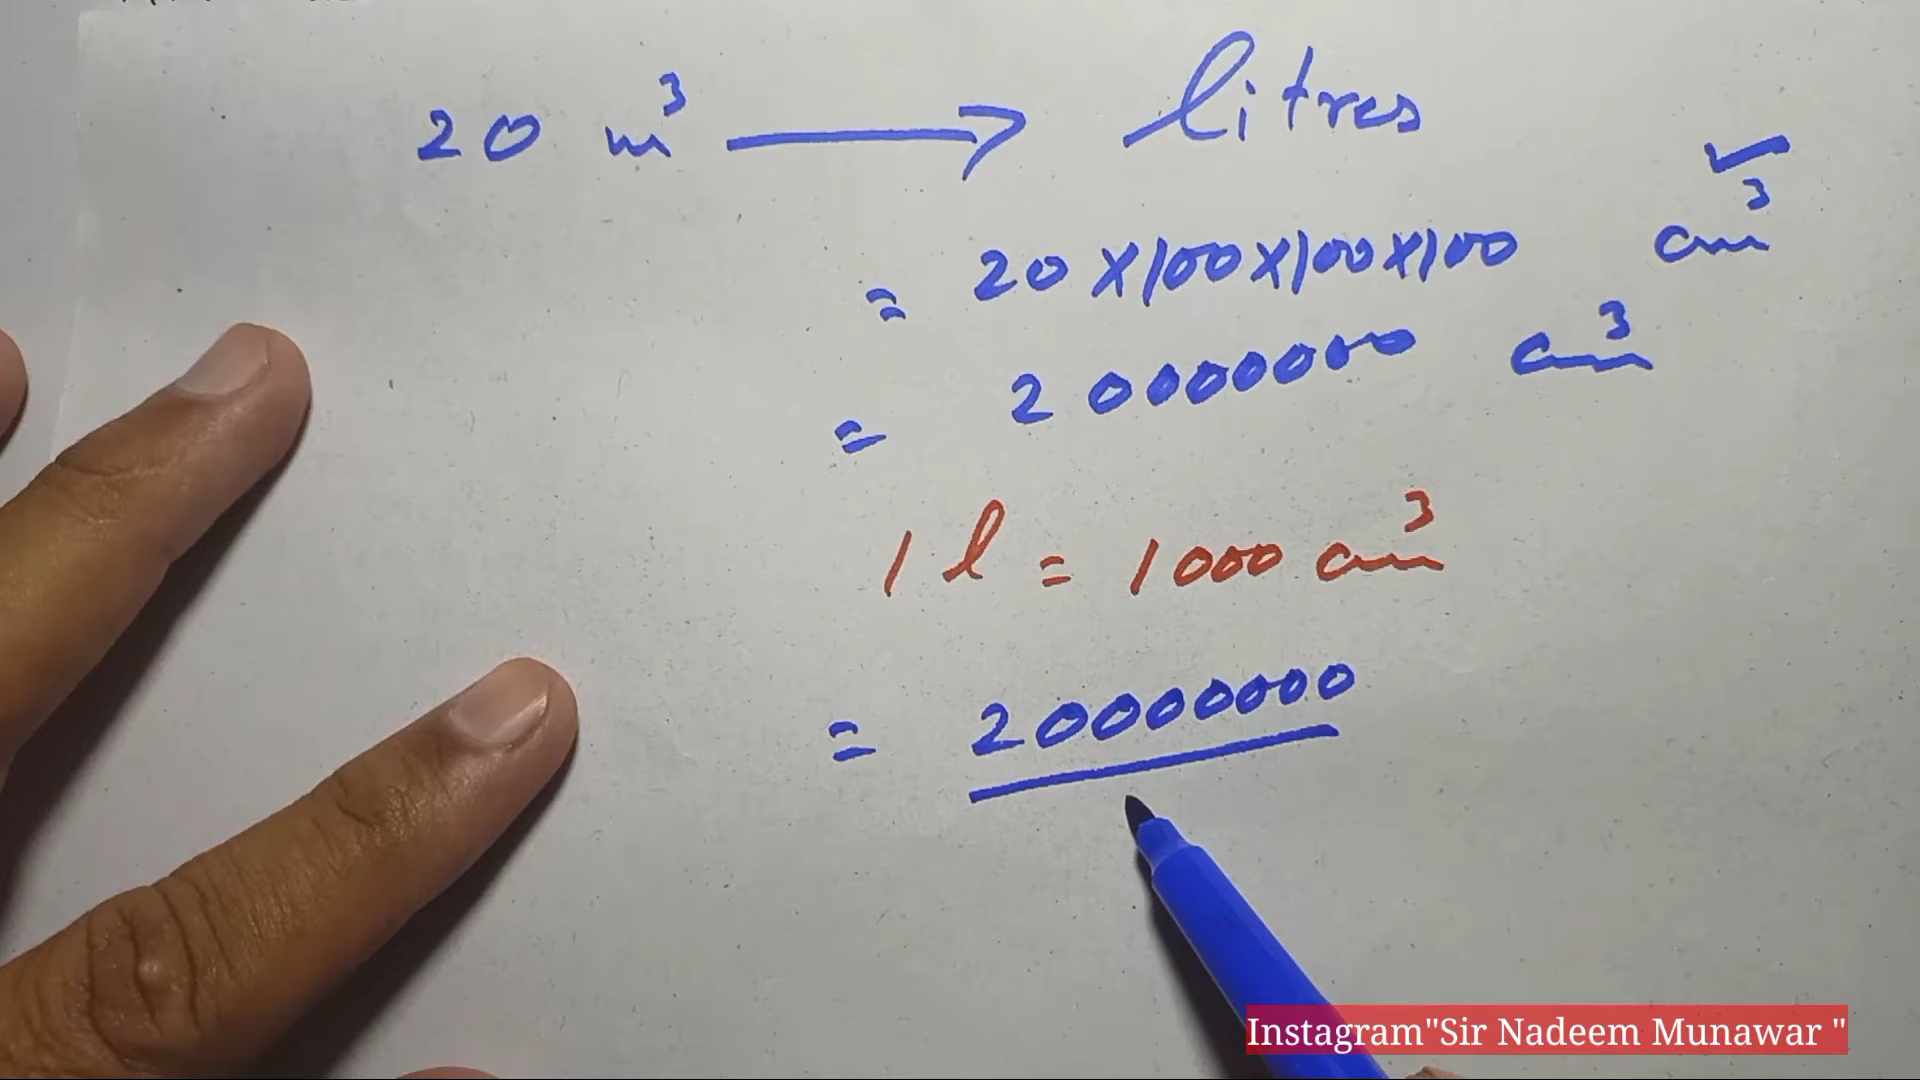 20 m³ → litres
= 20 X 100 X 100 X 100 cm³ ✓
= 20000000 cm³
1 l = 1000 cm³
= 20000000
Instagram"Sir Nadeem Munawar "